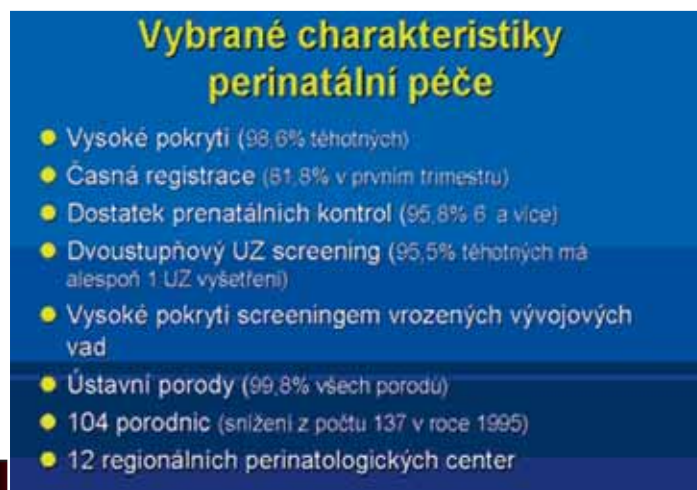 Vybrané charakteristiky
perinatální péče
Vysoké pokrytí (98,6% těhotných)
Časná registrace (81,8% v prvním trimestru)
Dostatek prenatálních kontrol (95,8% 6 a více)
Dvoustupňový UZ screening (95,5% těhotných má
alespoň 1 UZ vyšetření)
Vysoké pokrytí screeningem vrozených vývojových
vad
Ústavní porody (99,8% všech porodů)
104 porodnic (snížení z počtu 137 v roce 1995)
12 regionálních perinatologických center